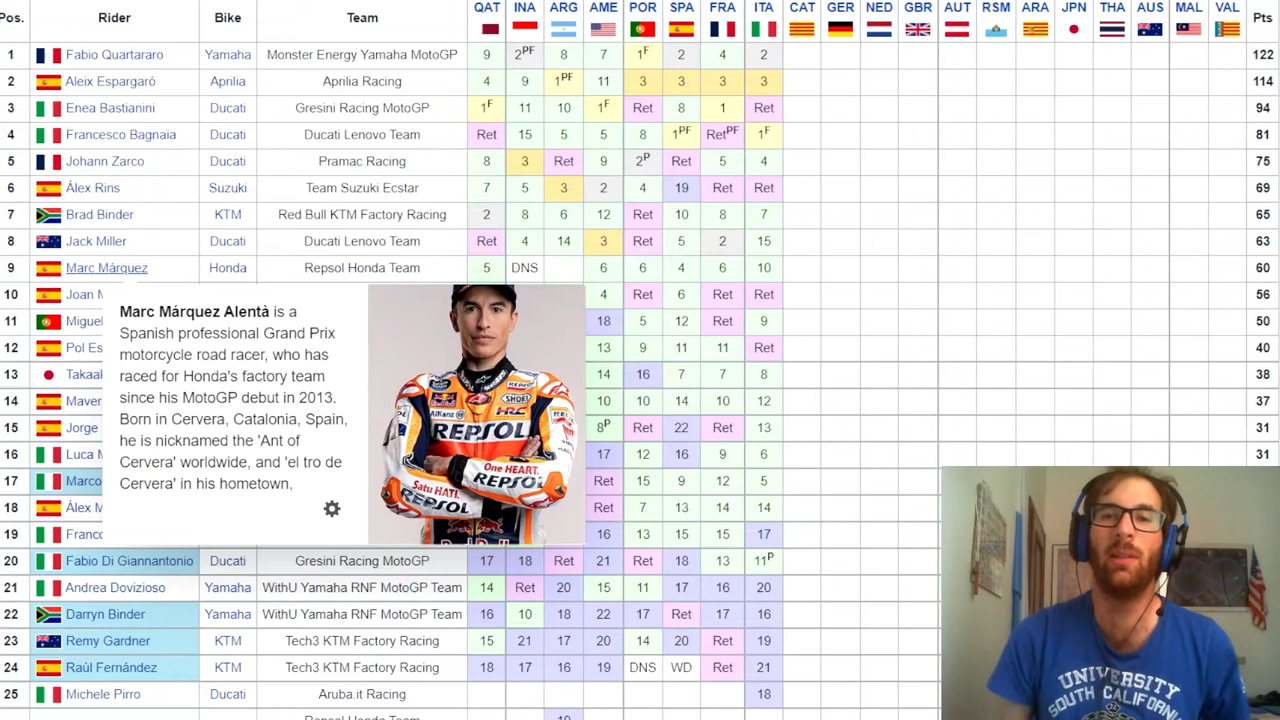 Pos. Rider Bike Team QAT INA ARG AME POR SPA FRA ITA CAT GER NED GBR AUT RSM ARA JPN THA AUS MAL VAL Pts
1 Fabio Quartararo Yamaha Monster Energy Yamaha MotoGP 9 2PF 8 7 1F 2 4 2 122
2 Aleix Espargaró Aprilia Aprilia Racing 4 9 1PF 11 3 3 3 3 114
3 Enea Bastianini Ducati Gresini Racing MotoGP 1F 11 10 1F Ret 8 1 Ret 94
4 Francesco Bagnaia Ducati Ducati Lenovo Team Ret 15 5 5 8 1PF RetPF 1F 81
5 Johann Zarco Ducati Pramac Racing 8 3 Ret 9 2P Ret 5 4 75
6 Álex Rins Suzuki Team Suzuki Ecstar 7 5 3 2 4 19 Ret Ret 69
7 Brad Binder KTM Red Bull KTM Factory Racing 2 8 6 12 Ret 10 8 7 65
8 Jack Miller Ducati Ducati Lenovo Team Ret 4 14 3 Ret 5 2 15 63
9 Marc Márquez Honda Repsol Honda Team 5 DNS 6 6 4 6 10 60
10 Joan M 4 Ret 6 Ret Ret 56
11 Miguel 18 5 12 Ret 9 50
12 Pol Es 13 9 11 11 Ret 40
13 Takaak 14 16 7 7 8 38
14 Maver 10 10 14 10 12 37
15 Jorge 8P Ret 22 Ret 13 31
16 Luca M 17 12 16 9 6 31
17 Marco Ret 15 9 12 5
18 Álex M Ret 7 13 14 14
19 Franco 16 13 15 15 17
20 Fabio Di Giannantonio Ducati Gresini Racing MotoGP 17 18 Ret 21 Ret 18 13 11P
21 Andrea Dovizioso Yamaha WithU Yamaha RNF MotoGP Team 14 Ret 20 15 11 17 16 20
22 Darryn Binder Yamaha WithU Yamaha RNF MotoGP Team 16 10 18 22 17 Ret 17 16
23 Remy Gardner KTM Tech3 KTM Factory Racing 15 21 17 20 14 20 Ret 19
24 Raúl Fernández KTM Tech3 KTM Factory Racing 18 17 16 19 DNS WD Ret 21
25 Michele Pirro Ducati Aruba.it Racing 18
Repsol Honda Team 19
Marc Márquez Alentà is a
Spanish professional Grand Prix
motorcycle road racer, who has
raced for Honda's factory team
since his MotoGP debut in 2013.
Born in Cervera, Catalonia, Spain,
he is nicknamed the 'Ant of
Cervera' worldwide, and 'el tro de
Cervera' in his hometown,
REPSOL
SHOEI
Allianz
HRC
REPSOL
One HEART.
REPSOL
Satu HATI.
REPSOL
Red Bull
UNIVERSITY
SOUTH CALIFORNIA